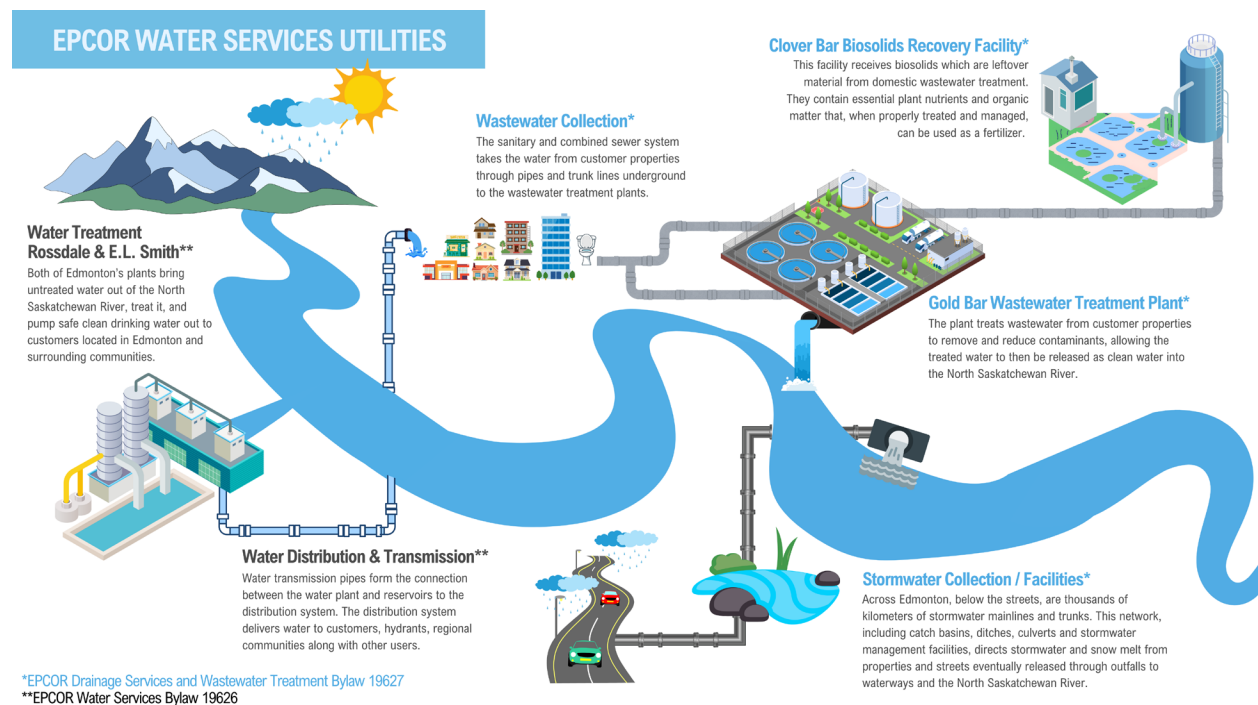 EPCOR WATER SERVICES UTILITIES
Clover Bar Biosolids Recovery Facility*
This facility receives biosolids which are leftover
material from domestic wastewater treatment.
They contain essential plant nutrients and organic
matter that, when properly treated and managed,
can be used as a fertilizer.
Wastewater Collection*
The sanitary and combined sewer system
takes the water from customer properties
through pipes and trunk lines underground
to the wastewater treatment plants.
Water Treatment
Rossdale & E.L. Smith**
Both of Edmonton's plants bring
untreated water out of the North
Saskatchewan River, treat it, and
pump safe clean drinking water out to
customers located in Edmonton and
surrounding communities.
Gold Bar Wastewater Treatment Plant*
The plant treats wastewater from customer properties
to remove and reduce contaminants, allowing the
treated water to then be released as clean water into
the North Saskatchewan River.
Water Distribution & Transmission**
Water transmission pipes form the connection
between the water plant and reservoirs to the
distribution system. The distribution system
delivers water to customers, hydrants, regional
communities along with other users.
Stormwater Collection / Facilities*
Across Edmonton, below the streets, are thousands of
kilometers of stormwater mainlines and trunks. This network,
including catch basins, ditches, culverts and stormwater
management facilities, directs stormwater and snow melt from
properties and streets eventually released through outfalls to
waterways and the North Saskatchewan River.
*EPCOR Drainage Services and Wastewater Treatment Bylaw 19627
**EPCOR Water Services Bylaw 19626